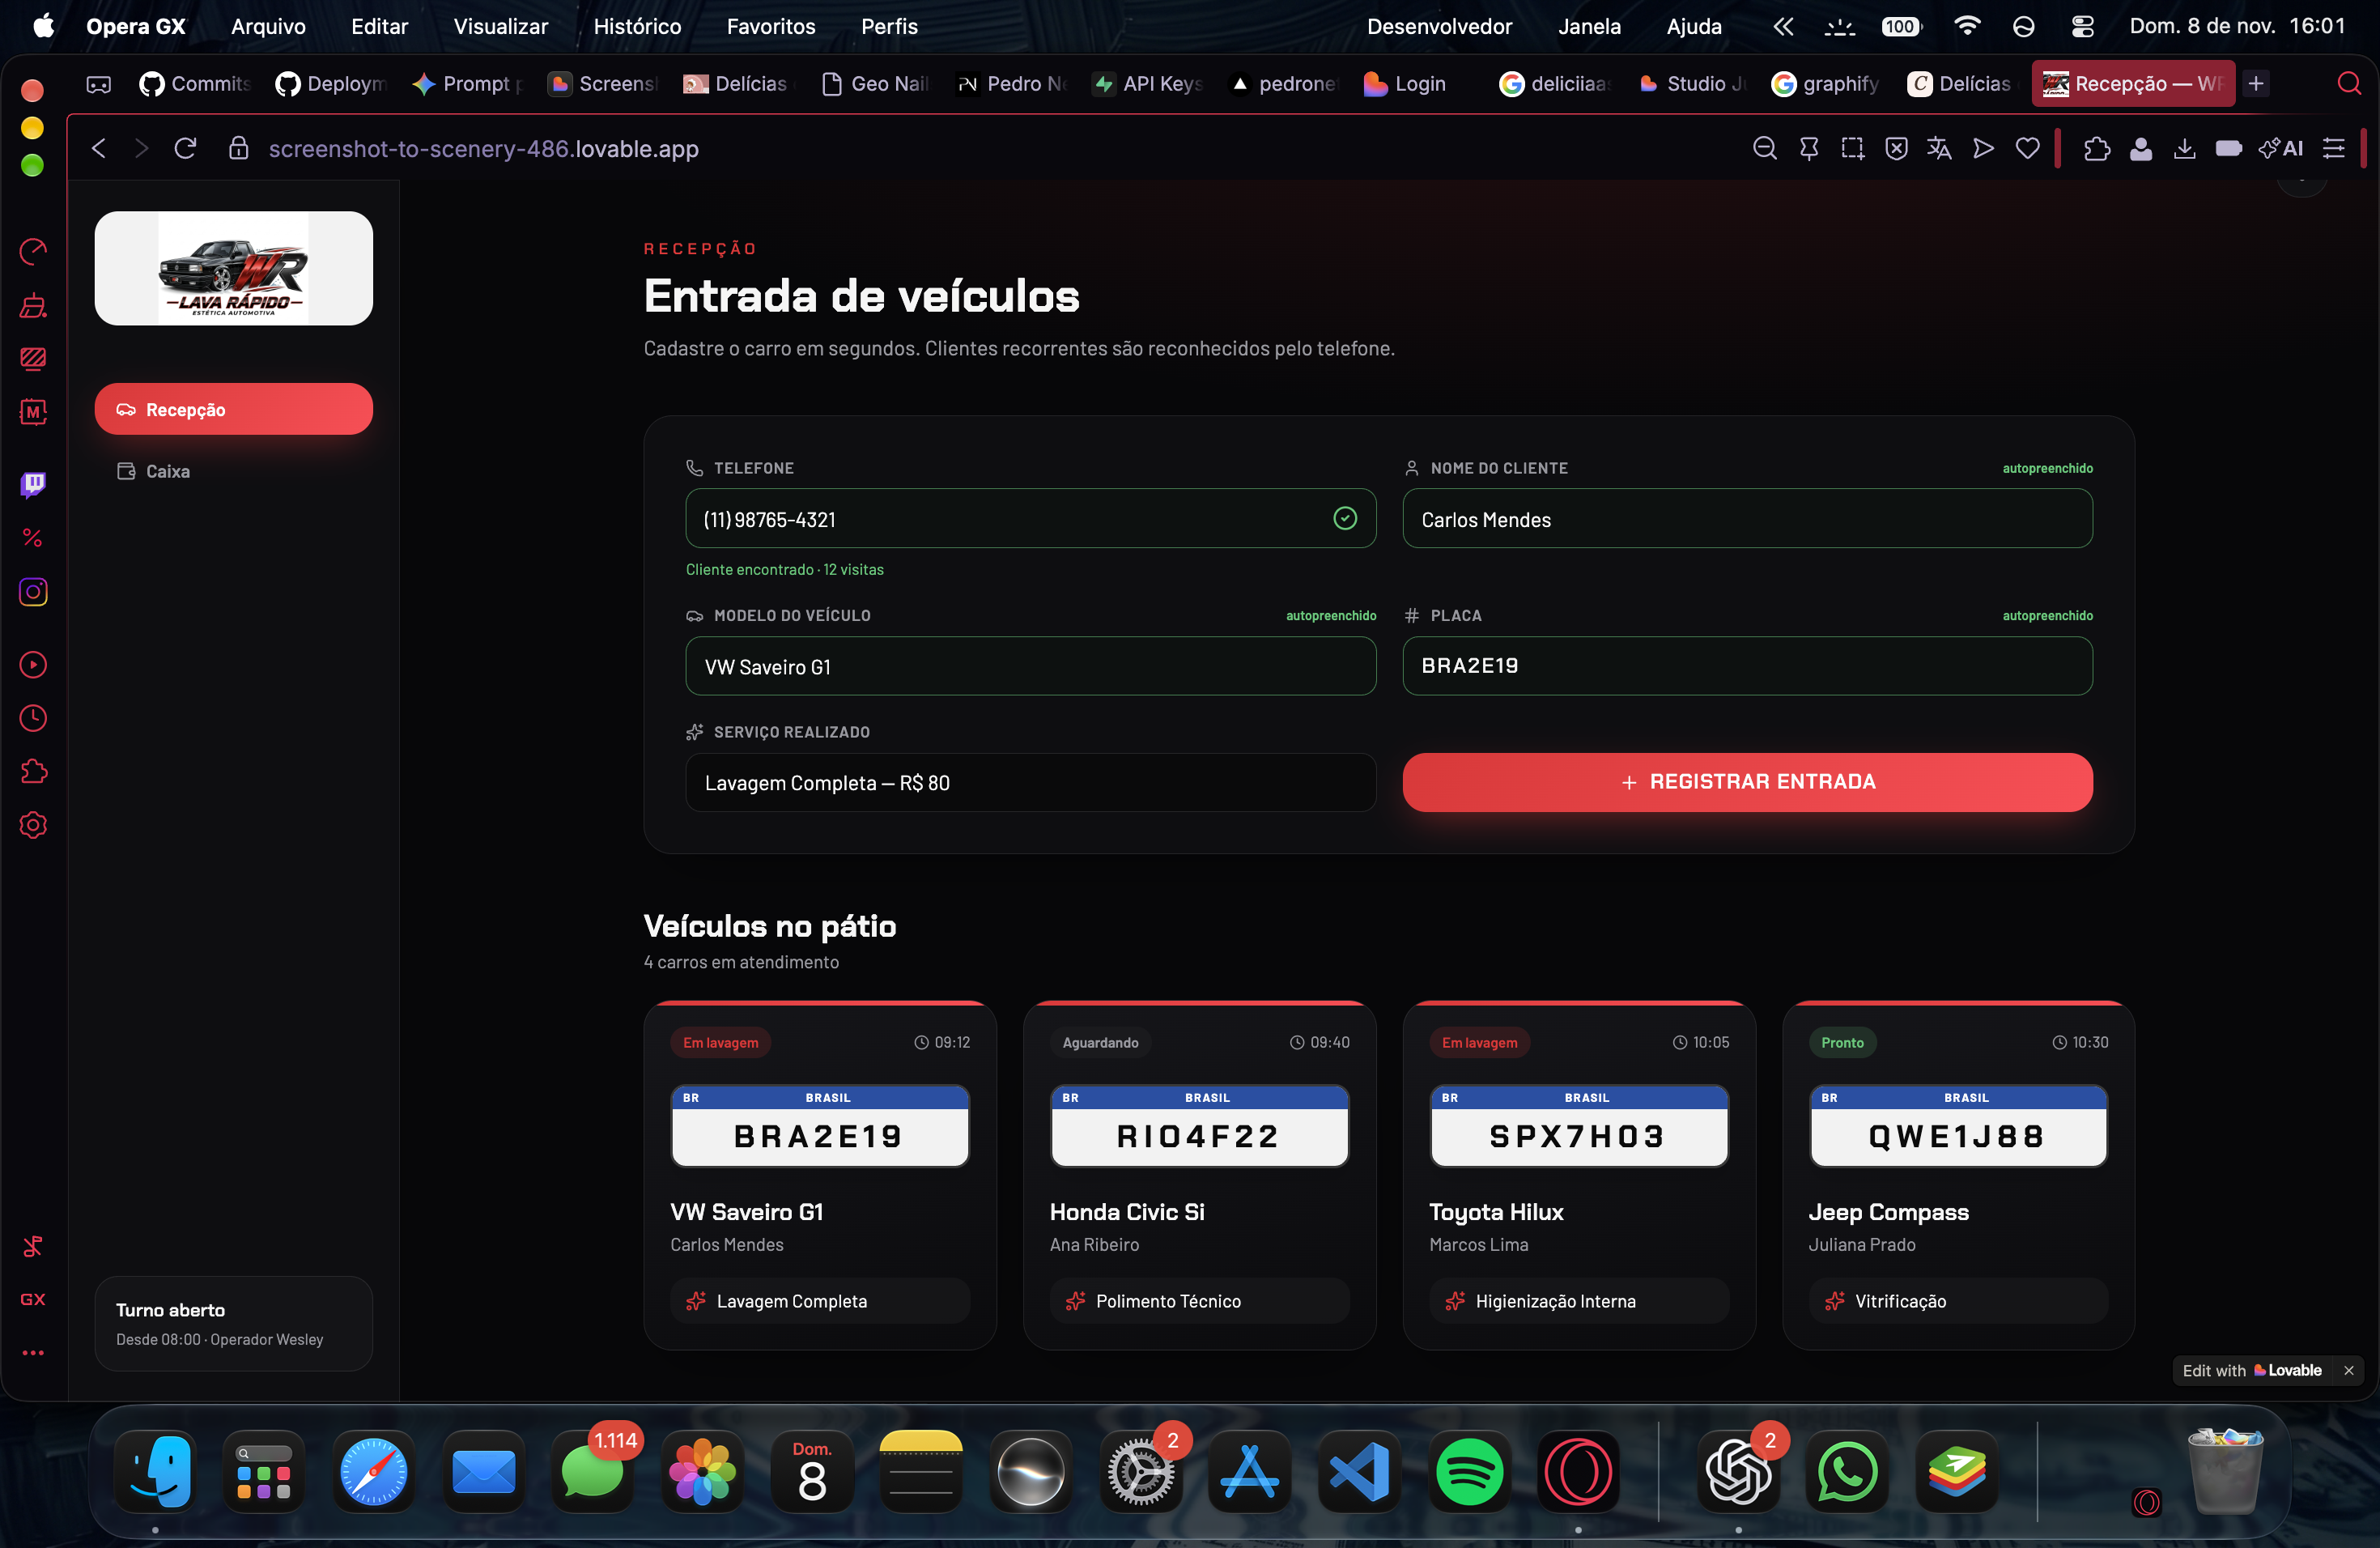 Opera GX Arquivo Editar Visualizar Histórico Favoritos Perfis Desenvolvedor Janela Ajuda 100 Dom. 8 de nov. 16:01
Commits Deploym Prompt p Screensh Delícias Geo Nail Pedro Ne API Keys pedronet Login deliciiaas Studio Ju graphify Delícias Recepção — WR
screenshot-to-scenery-486.lovable.app
AI
WR
LAVA RÁPIDO
ESTÉTICA AUTOMOTIVA
Recepção
Caixa
Turno aberto
Desde 08:00 · Operador Wesley
GX
RECEPÇÃO
Entrada de veículos
Cadastre o carro em segundos. Clientes recorrentes são reconhecidos pelo telefone.
TELEFONE
(11) 98765-4321
Cliente encontrado · 12 visitas
NOME DO CLIENTE autopreenchido
Carlos Mendes
MODELO DO VEÍCULO autopreenchido
VW Saveiro G1
PLACA autopreenchido
BRA2E19
SERVIÇO REALIZADO
Lavagem Completa — R$ 80
+ REGISTRAR ENTRADA
Veículos no pátio
4 carros em atendimento
Em lavagem 09:12
BR BRASIL
BRA2E19
VW Saveiro G1
Carlos Mendes
Lavagem Completa
Aguardando 09:40
BR BRASIL
RIO4F22
Honda Civic Si
Ana Ribeiro
Polimento Técnico
Em lavagem 10:05
BR BRASIL
SPX7H03
Toyota Hilux
Marcos Lima
Higienização Interna
Pronto 10:30
BR BRASIL
QWE1J88
Jeep Compass
Juliana Prado
Vitrificação
Edit with Lovable
1.114
Dom.
8
2
2